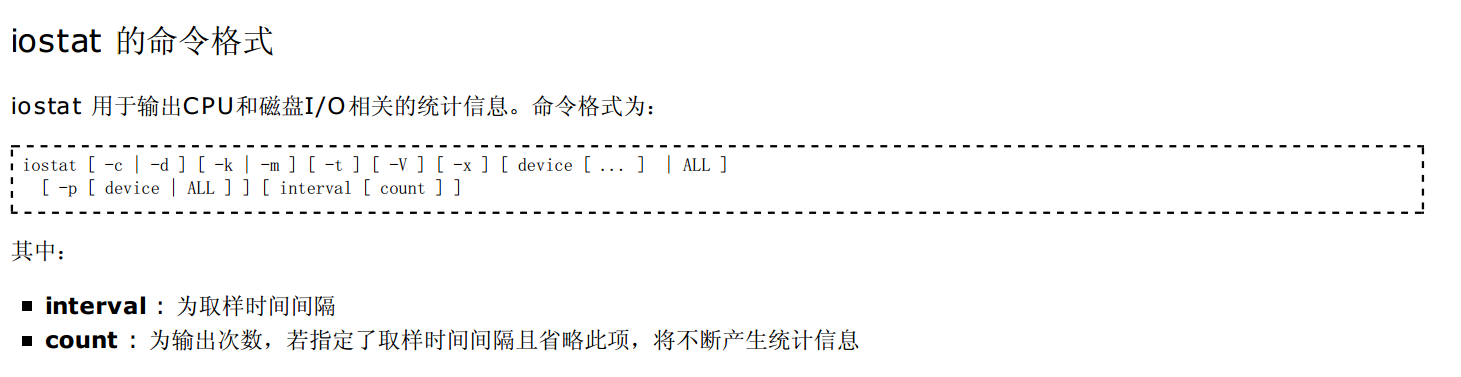 iostat 的命令格式
iostat 用于输出CPU和磁盘I/O相关的统计信息。命令格式为：
iostat [ -c | -d ] [ -k | -m ] [ -t ] [ -V ] [ -x ] [ device [ ... ] | ALL ]
[ -p [ device | ALL ] ] [ interval [ count ] ]
其中：
interval : 为取样时间间隔
count : 为输出次数，若指定了取样时间间隔且省略此项，将不断产生统计信息